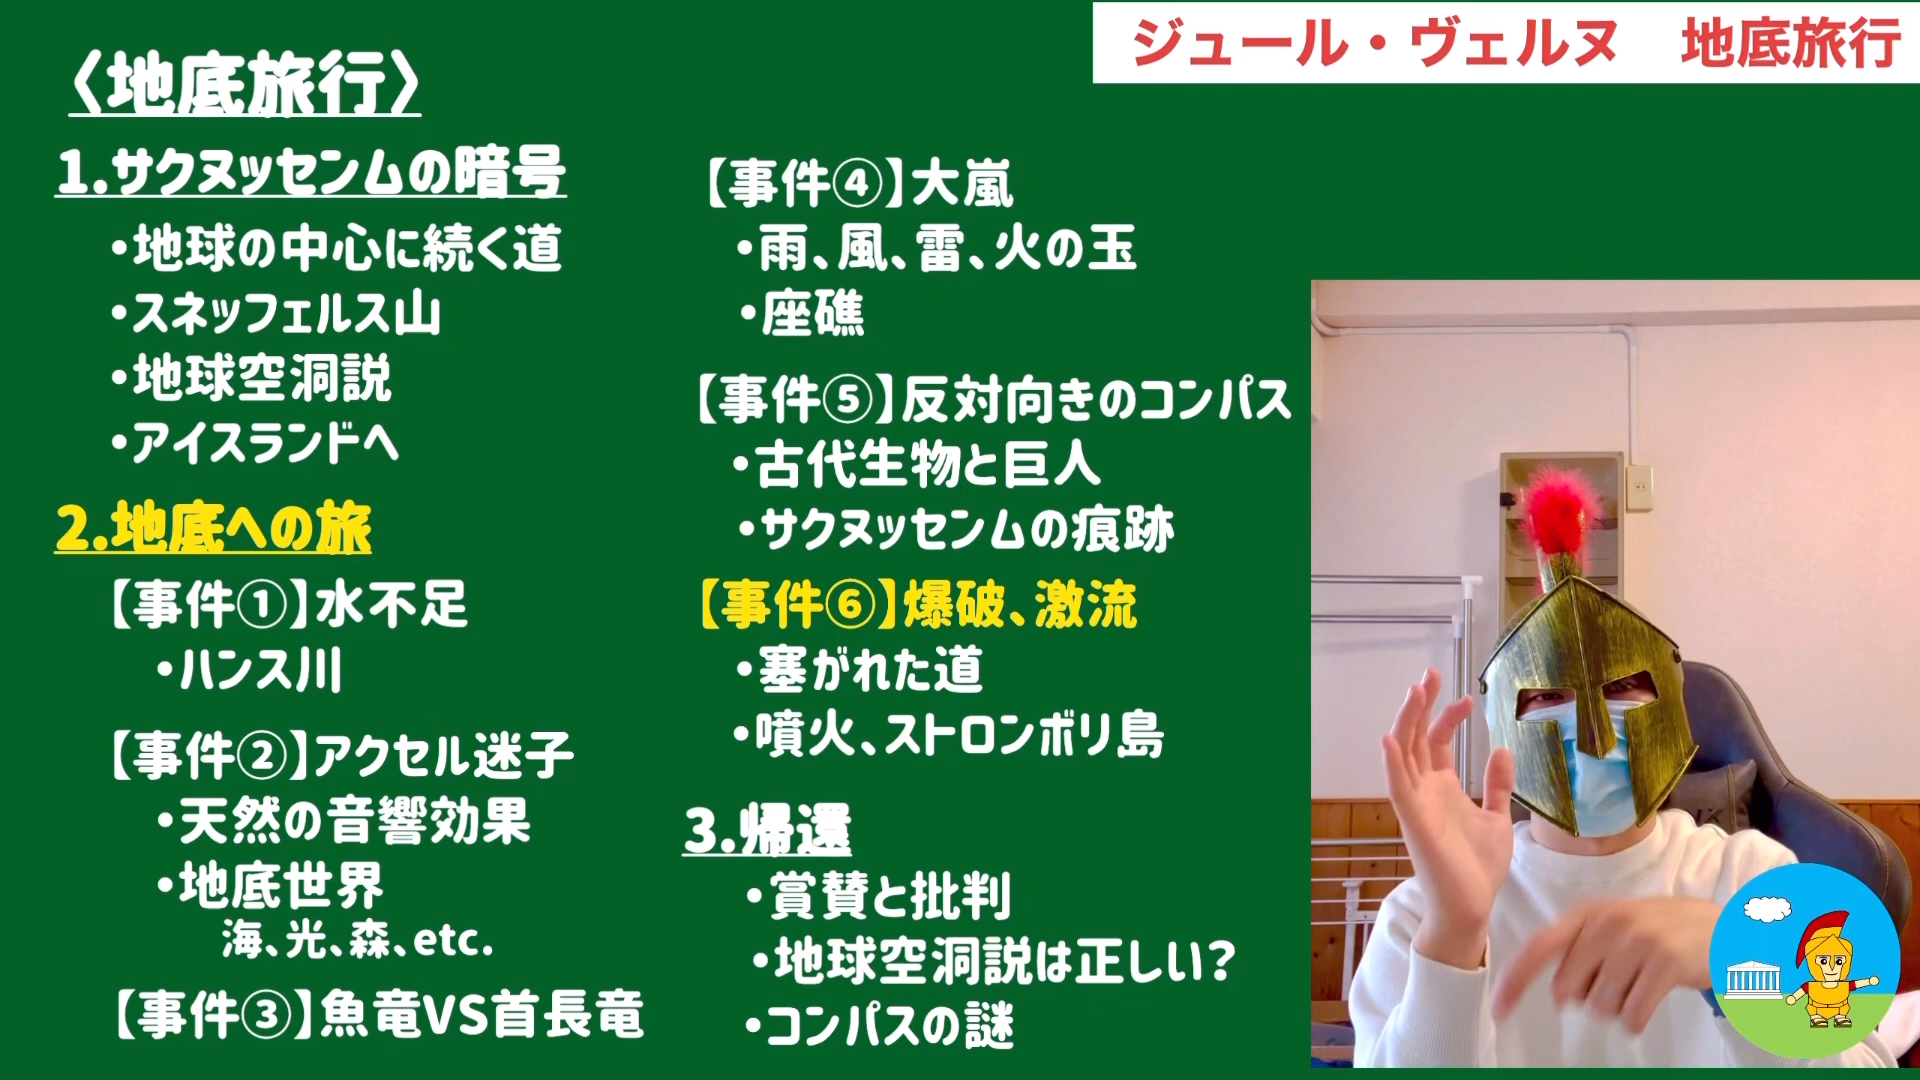 ジュール・ヴェルヌ　地底旅行
〈地底旅行〉
1.サクヌッセンムの暗号
・地球の中心に続く道
・スネッフェルス山
・地球空洞説
・アイスランドへ
2.地底への旅
【事件①】水不足
・ハンス川
【事件②】アクセル迷子
・天然の音響効果
・地底世界
海、光、森、etc.
【事件③】魚竜VS首長竜
【事件④】大嵐
・雨、風、雷、火の玉
・座礁
【事件⑤】反対向きのコンパス
・古代生物と巨人
・サクヌッセンムの痕跡
【事件⑥】爆破、激流
・塞がれた道
・噴火、ストロンボリ島
3.帰還
・賞賛と批判
・地球空洞説は正しい?
・コンパスの謎